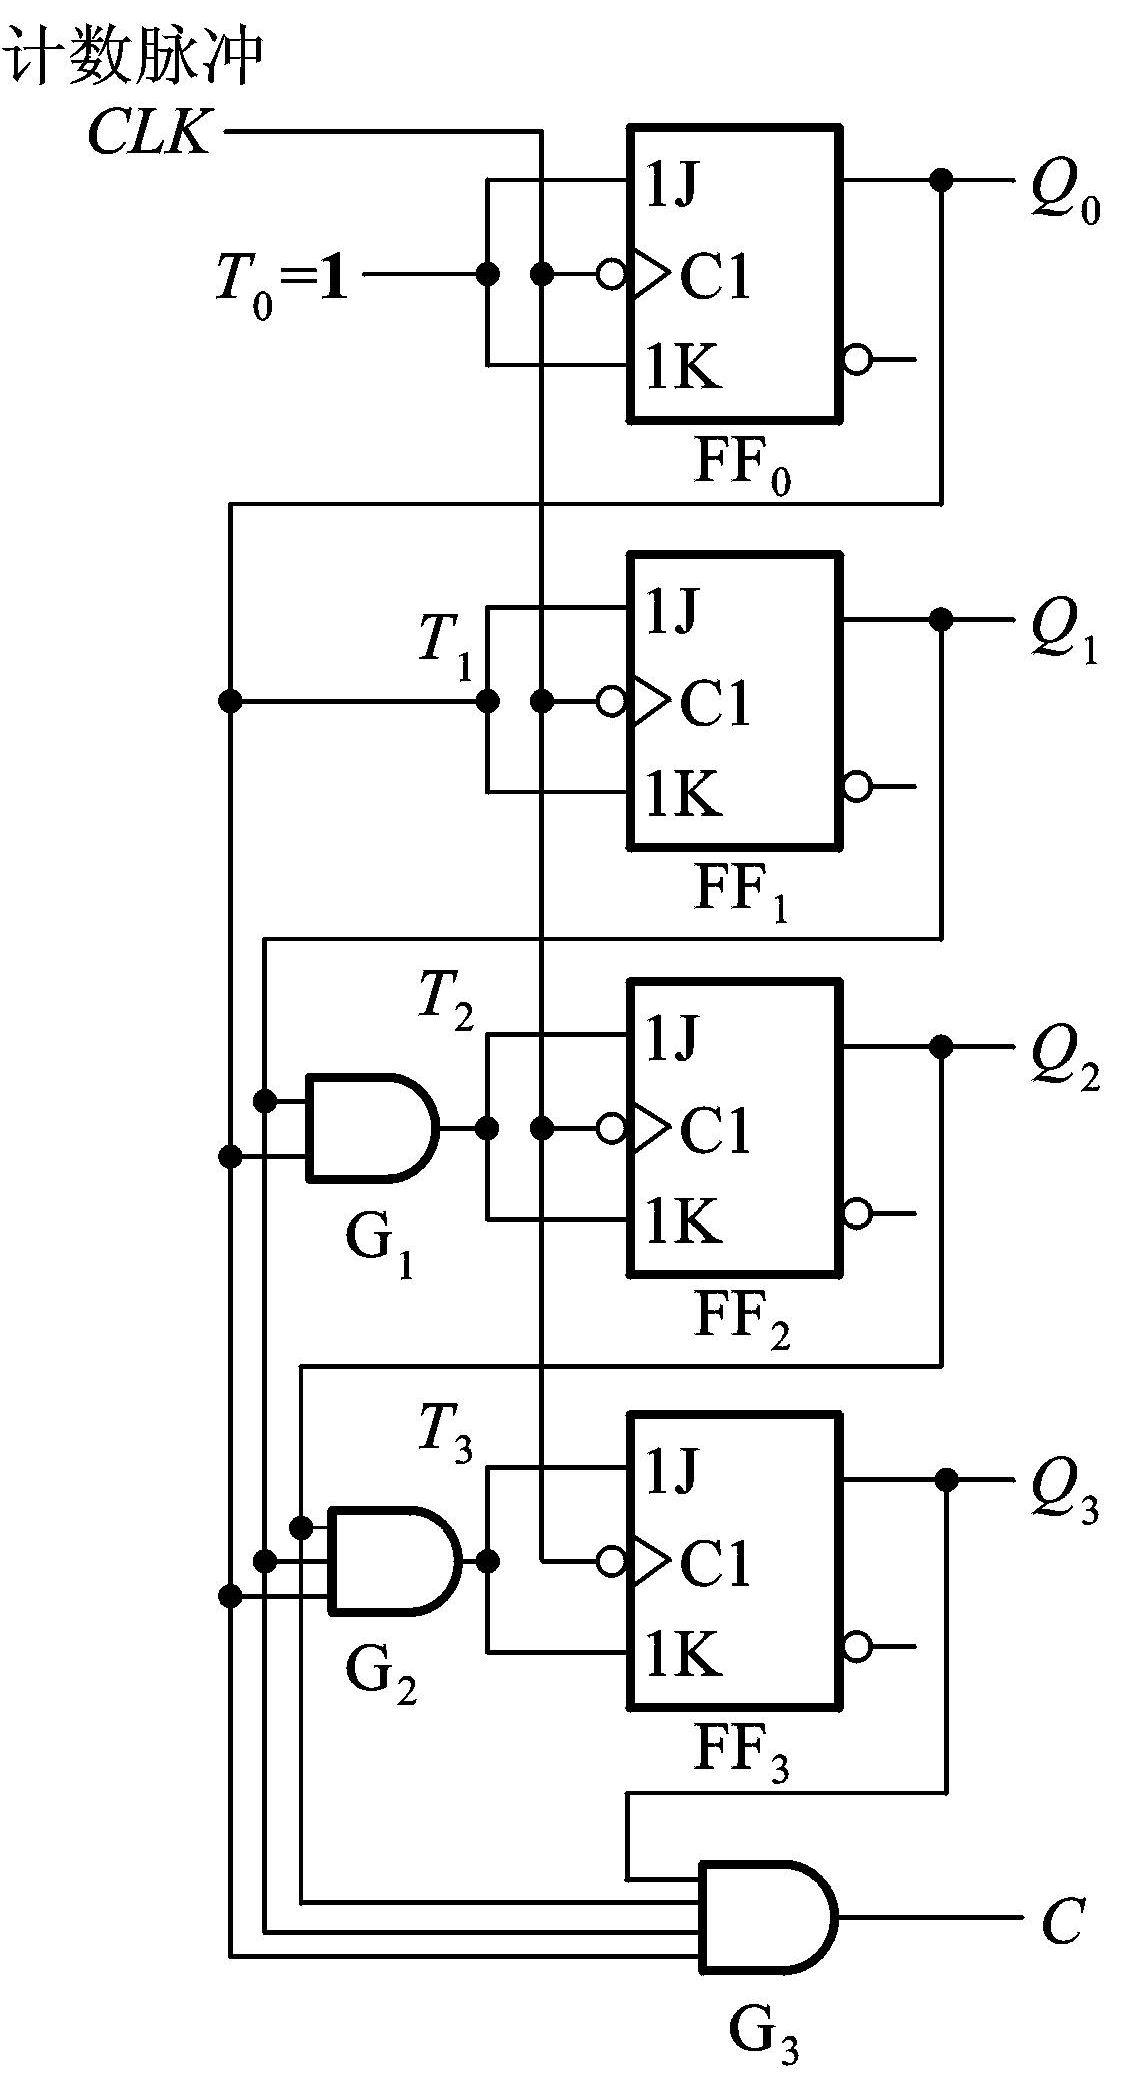 计数脉冲
CLK
1J
Q₀
T₀=1
C1
1K
FF₀
T₁
1J
Q₁
C1
1K
FF₁
T₂
1J
Q₂
C1
G₁
1K
FF₂
T₃
1J
Q₃
C1
G₂
1K
FF₃
C
G₃